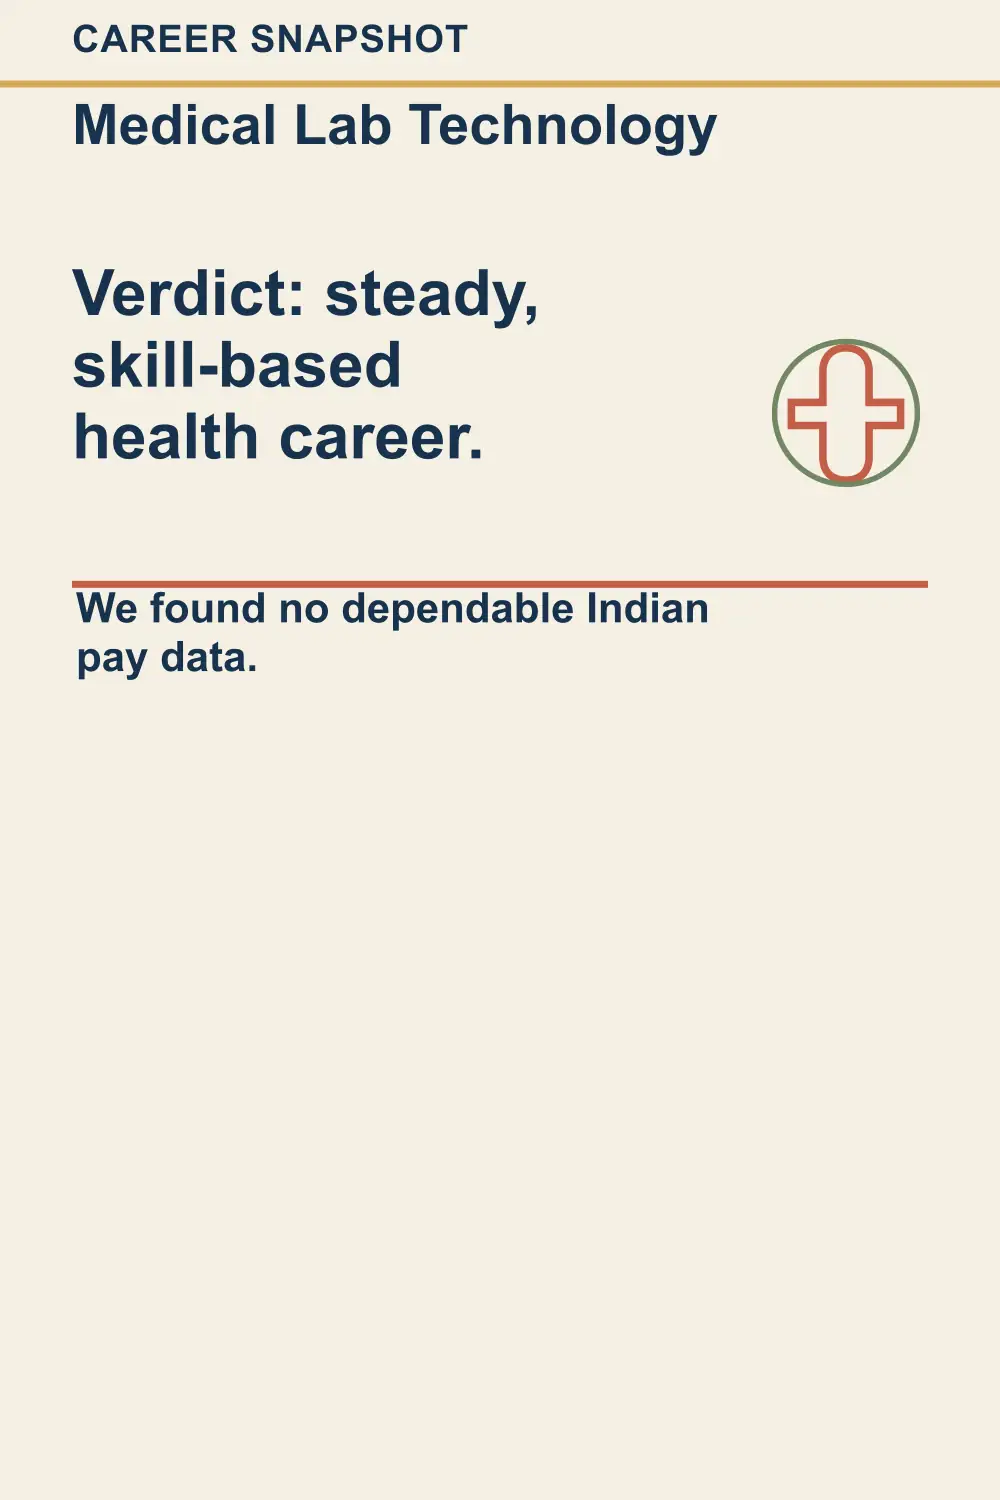 CAREER SNAPSHOT
Medical Lab Technology
Verdict: steady,
skill-based
health career.
We found no dependable Indian
pay data.